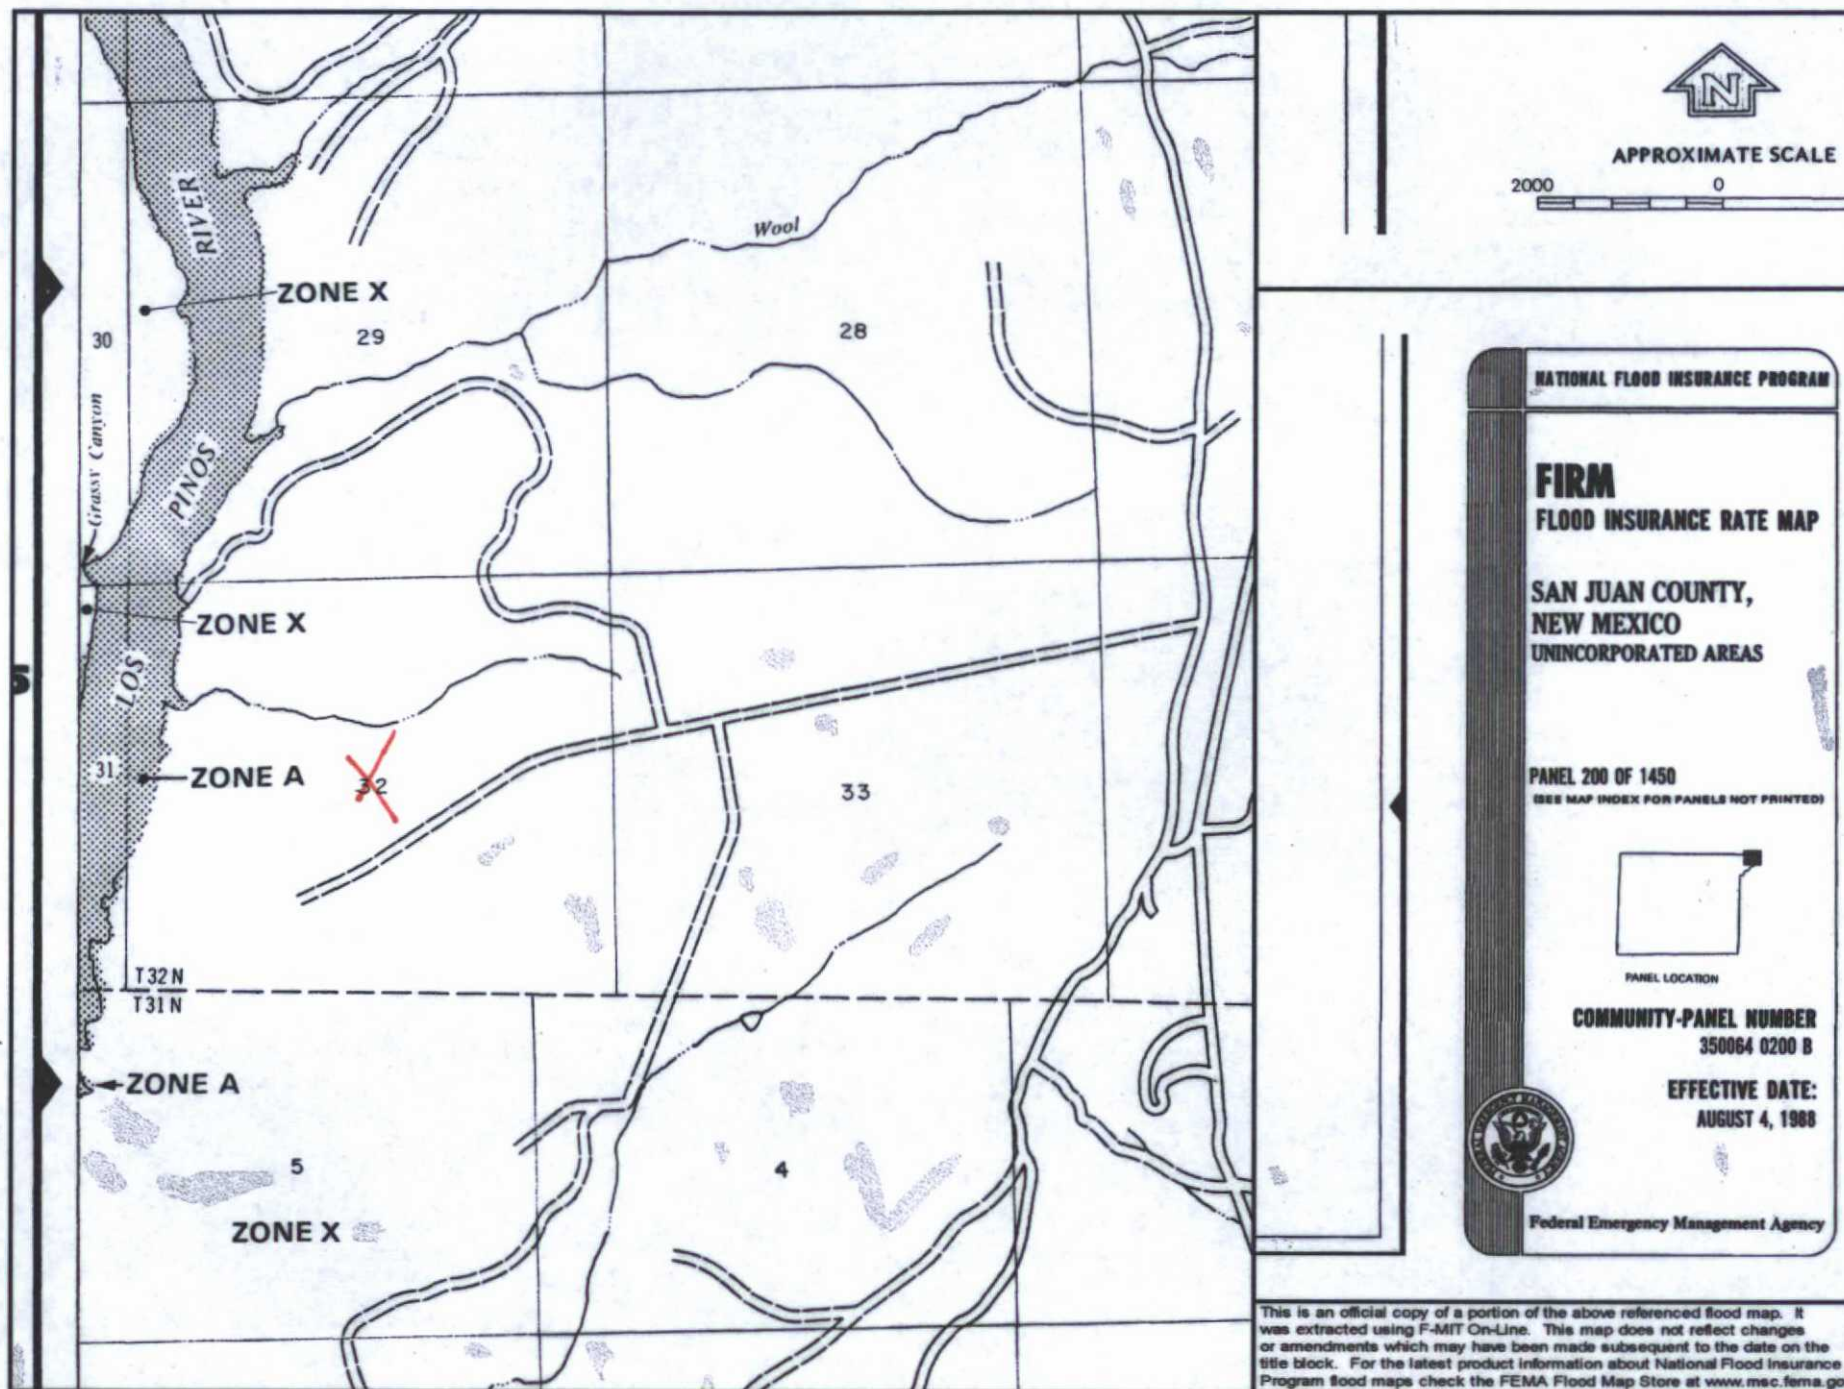 APPROXIMATE SCALE
2000 0
Wool
RIVER
ZONE X
30
29
28
Grassy Canyon
PINOS
ZONE X
LOS
31
ZONE A
32
33
T32N
T31N
ZONE A
5
4
ZONE X
NATIONAL FLOOD INSURANCE PROGRAM
FIRM
FLOOD INSURANCE RATE MAP
SAN JUAN COUNTY,
NEW MEXICO
UNINCORPORATED AREAS
PANEL 200 OF 1450
(SEE MAP INDEX FOR PANELS NOT PRINTED)
PANEL LOCATION
COMMUNITY-PANEL NUMBER
350064 0200 B
EFFECTIVE DATE:
AUGUST 4, 1988
Federal Emergency Management Agency
This is an official copy of a portion of the above referenced flood map. It
was extracted using F-MIT On-Line. This map does not reflect changes
or amendments which may have been made subsequent to the date on the
title block. For the latest product information about National Flood Insurance
Program flood maps check the FEMA Flood Map Store at www.msc.fema.go